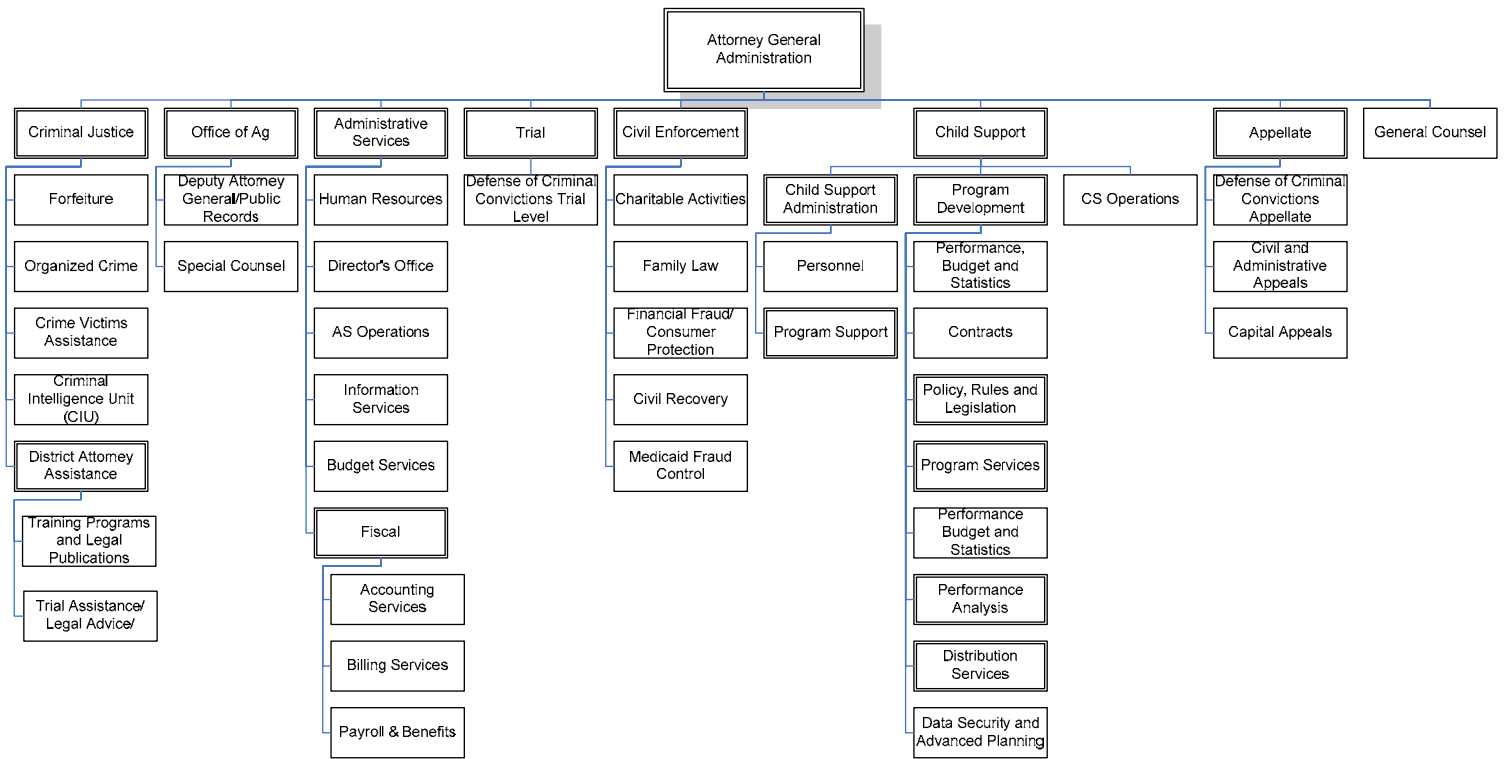 Attorney General
Administration
Criminal Justice
Office of Ag
Administrative
Services
Trial
Civil Enforcement
Child Support
Appellate
General Counsel
Forfeiture
Deputy Attorney
General/Public
Records
Human Resources
Defense of Criminal
Convictions Trial
Level
Charitable Activities
Child Support
Administration
Program
Development
CS Operations
Defense of Criminal
Convictions
Appellate
Organized Crime
Special Counsel
Director's Office
Family Law
Personnel
Performance,
Budget and
Statistics
Civil and
Administrative
Appeals
Crime Victims
Assistance
AS Operations
Financial Fraud/
Consumer
Protection
Program Support
Contracts
Capital Appeals
Criminal
Intelligence Unit
(CIU)
Information
Services
Civil Recovery
Policy, Rules and
Legislation
District Attorney
Assistance
Budget Services
Medicaid Fraud
Control
Program Services
Training Programs
and Legal
Publications
Fiscal
Performance
Budget and
Statistics
Trial Assistance/
Legal Advice/
Accounting
Services
Performance
Analysis
Billing Services
Distribution
Services
Payroll & Benefits
Data Security and
Advanced Planning